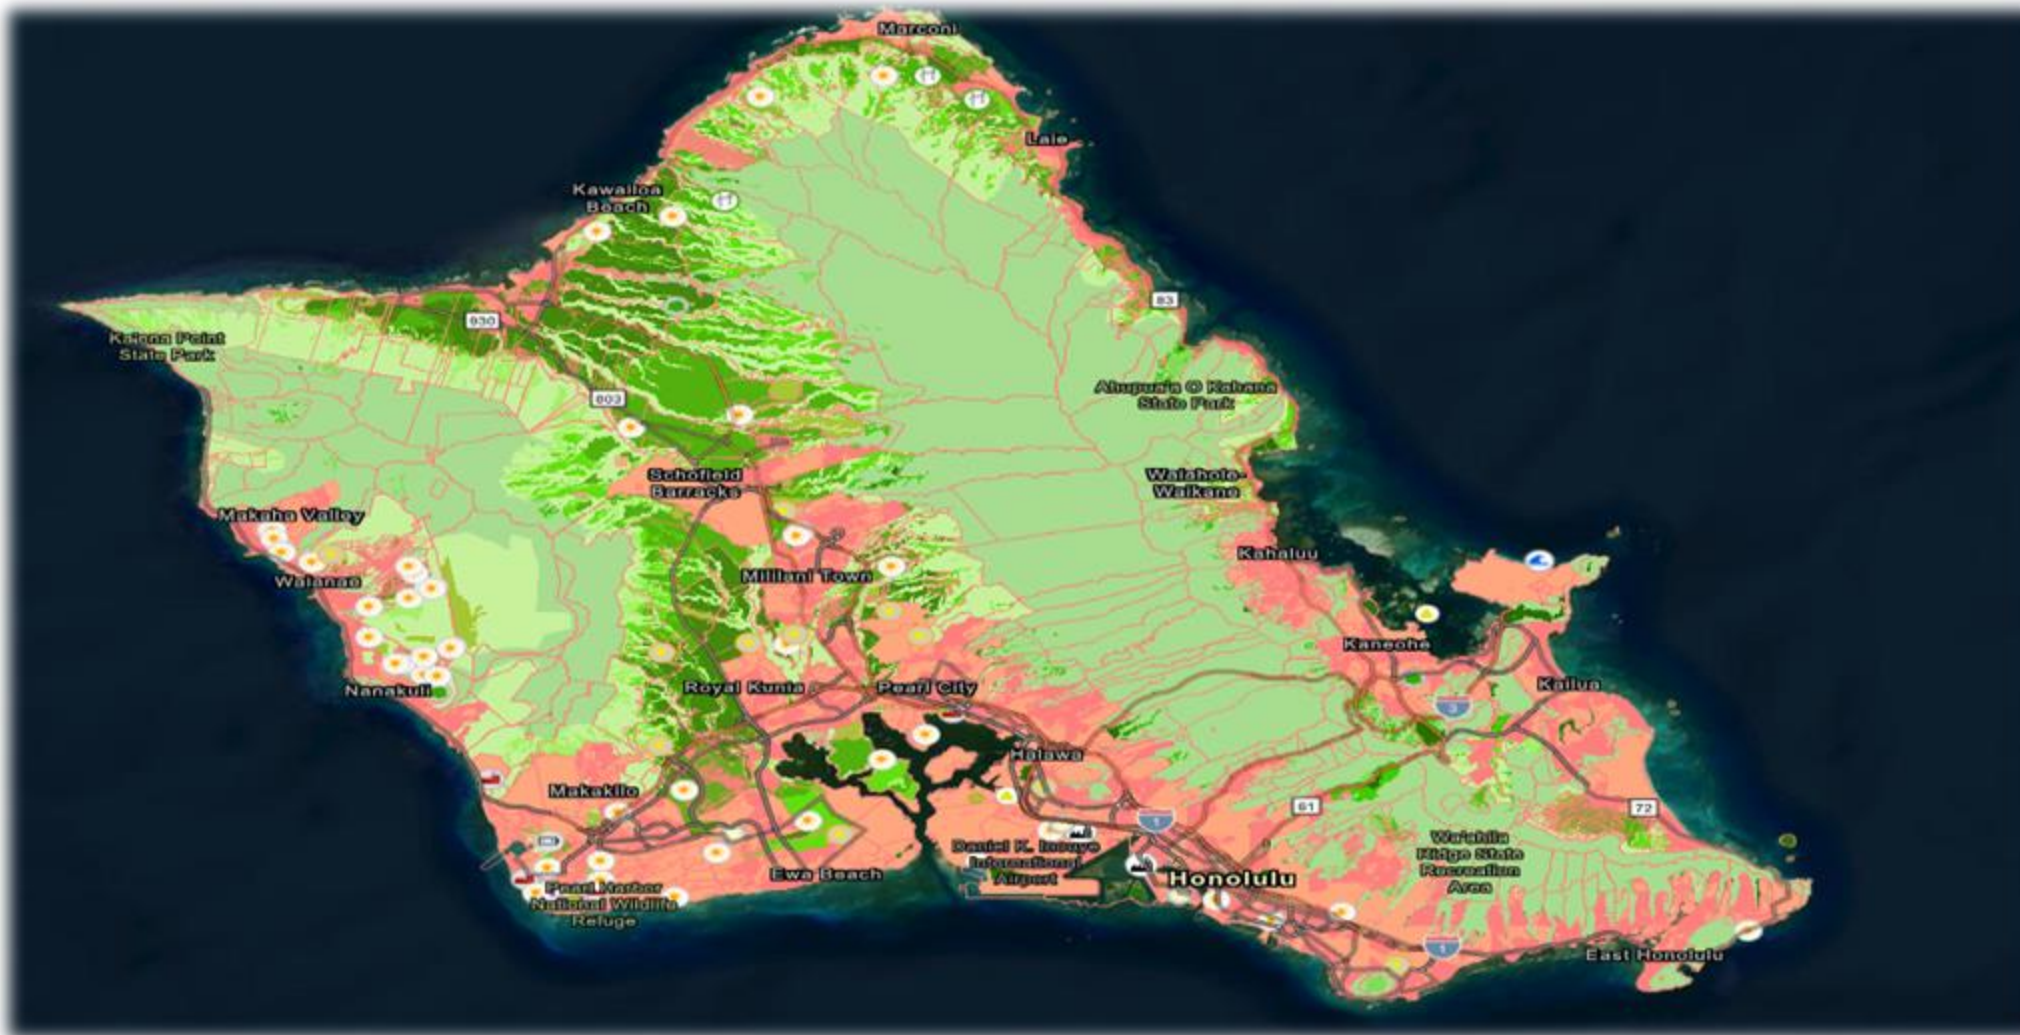 Marconi
Laie
Kawailoa
Beach
83
930
Ka'ena Point
State Park
803
Ahupua'a O Kahana
State Park
Schofield
Barracks
Waiahole-
Waikane
Makaha Valley
Kahaluu
Waianae
Mililani Town
Kaneohe
Nanakuli
Royal Kunia
Pearl City
Kailua
3
Halawa
Makakilo
61
72
1
Daniel K. Inouye
International
Airport
Wa'ahila
Ridge State
Recreation
Area
Ewa Beach
Honolulu
Pearl Harbor
National Wildlife
Refuge
1
East Honolulu